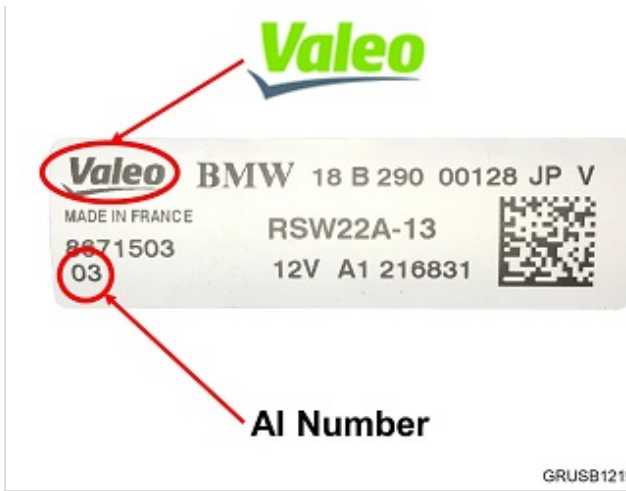 Valeo
Valeo BMW 18 B 290 00128 JP V
MADE IN FRANCE
RSW22A-13
8671503
12V A1 216831
03
AI Number